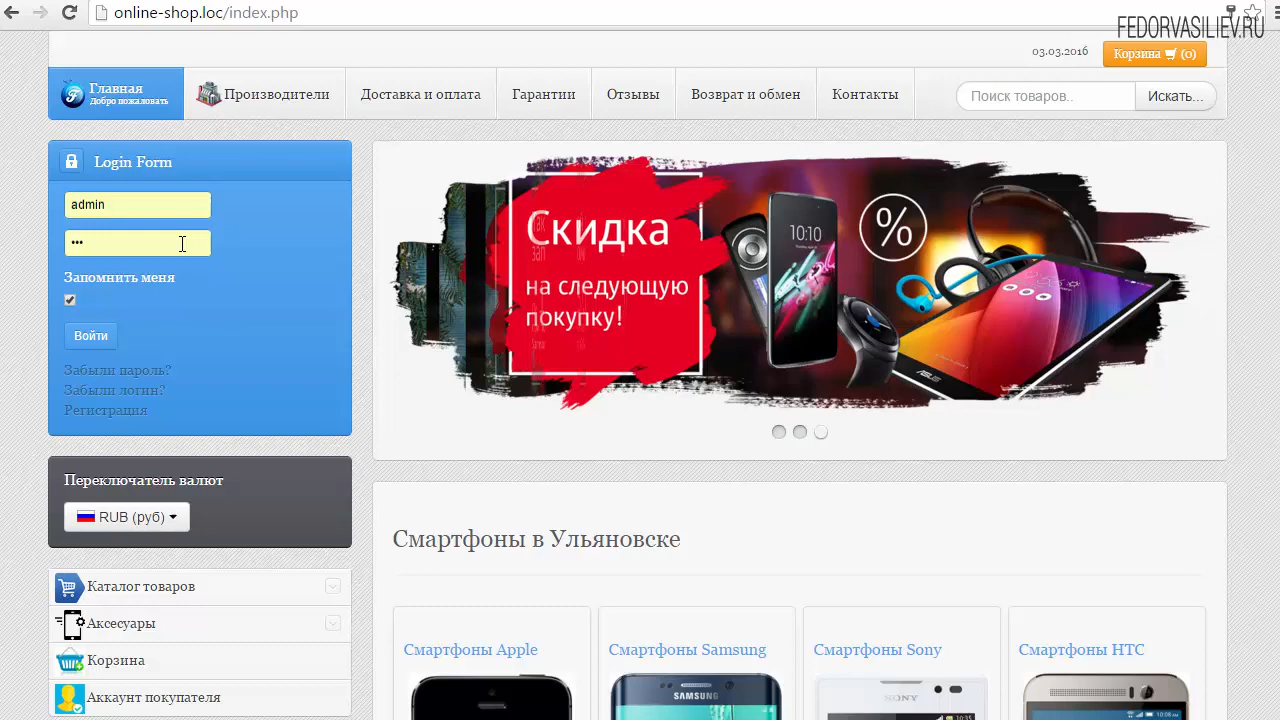 online-shop.loc/index.php
FEDORVASILIEV.RU
03.03.2016
Корзина (0)
Главная
Добро пожаловать
Производители
Доставка и оплата
Гарантии
Отзывы
Возврат и обмен
Контакты
Поиск товаров..
Искать...
Login Form
admin
•••
Запомнить меня
Войти
Забыли пароль?
Забыли логин?
Регистрация
Скидка
на следующую
покупку!
%
10:10
ASUS
Переключатель валют
RUB (руб)
Смартфоны в Ульяновске
Каталог товаров
Аксесуары
Корзина
Аккаунт покупателя
Смартфоны Apple
Смартфоны Samsung
Смартфоны Sony
Смартфоны HTC
SAMSUNG
SONY